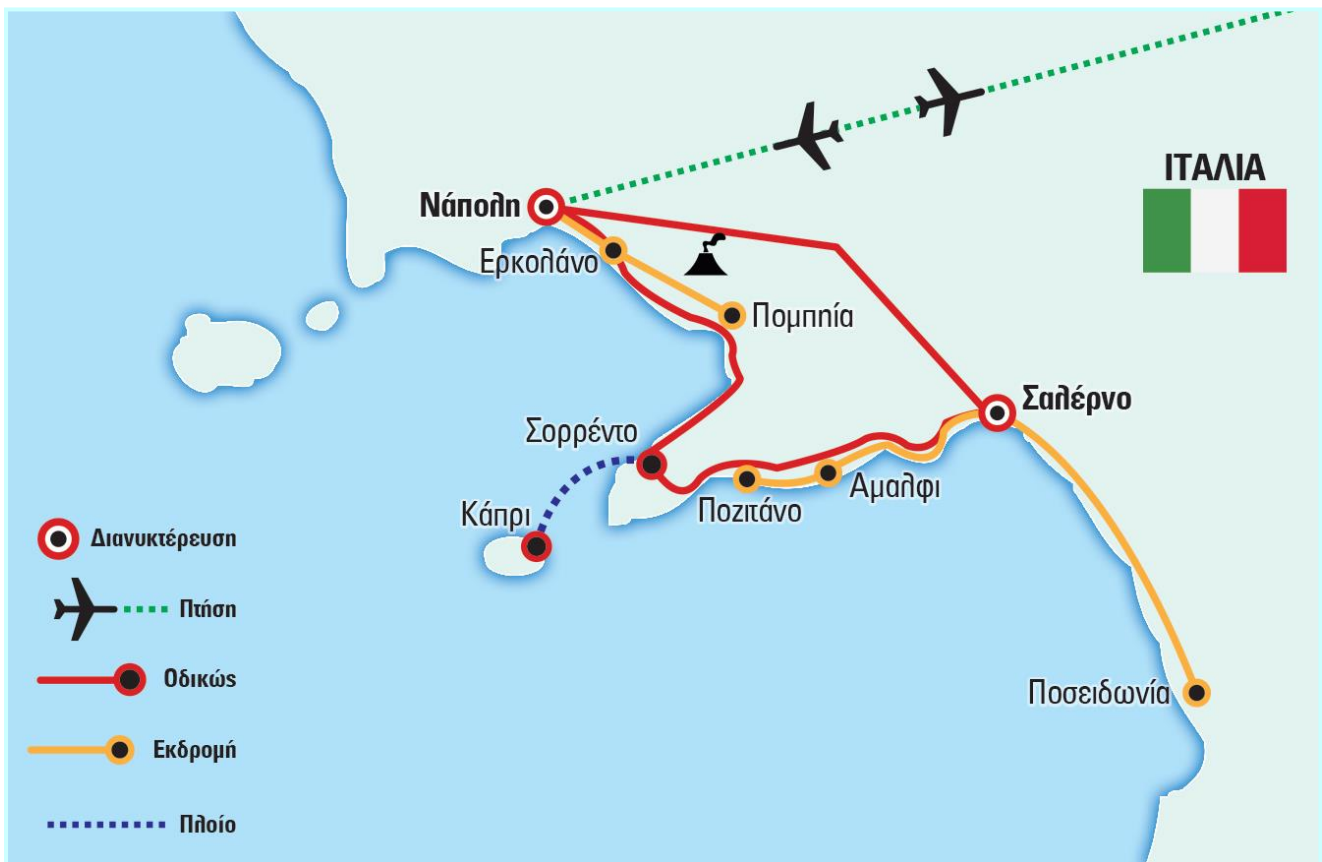 ΙΤΑΛΙΑ
Νάπολη
Ερκολάνο
Πομπηία
Σαλέρνο
Σορρέντο
Αμαλφι
Ποζιτάνο
Κάπρι
Ποσειδωνία
Διανυκτέρευση
Πτήση
Οδικώς
Εκδρομή
Πλοίο